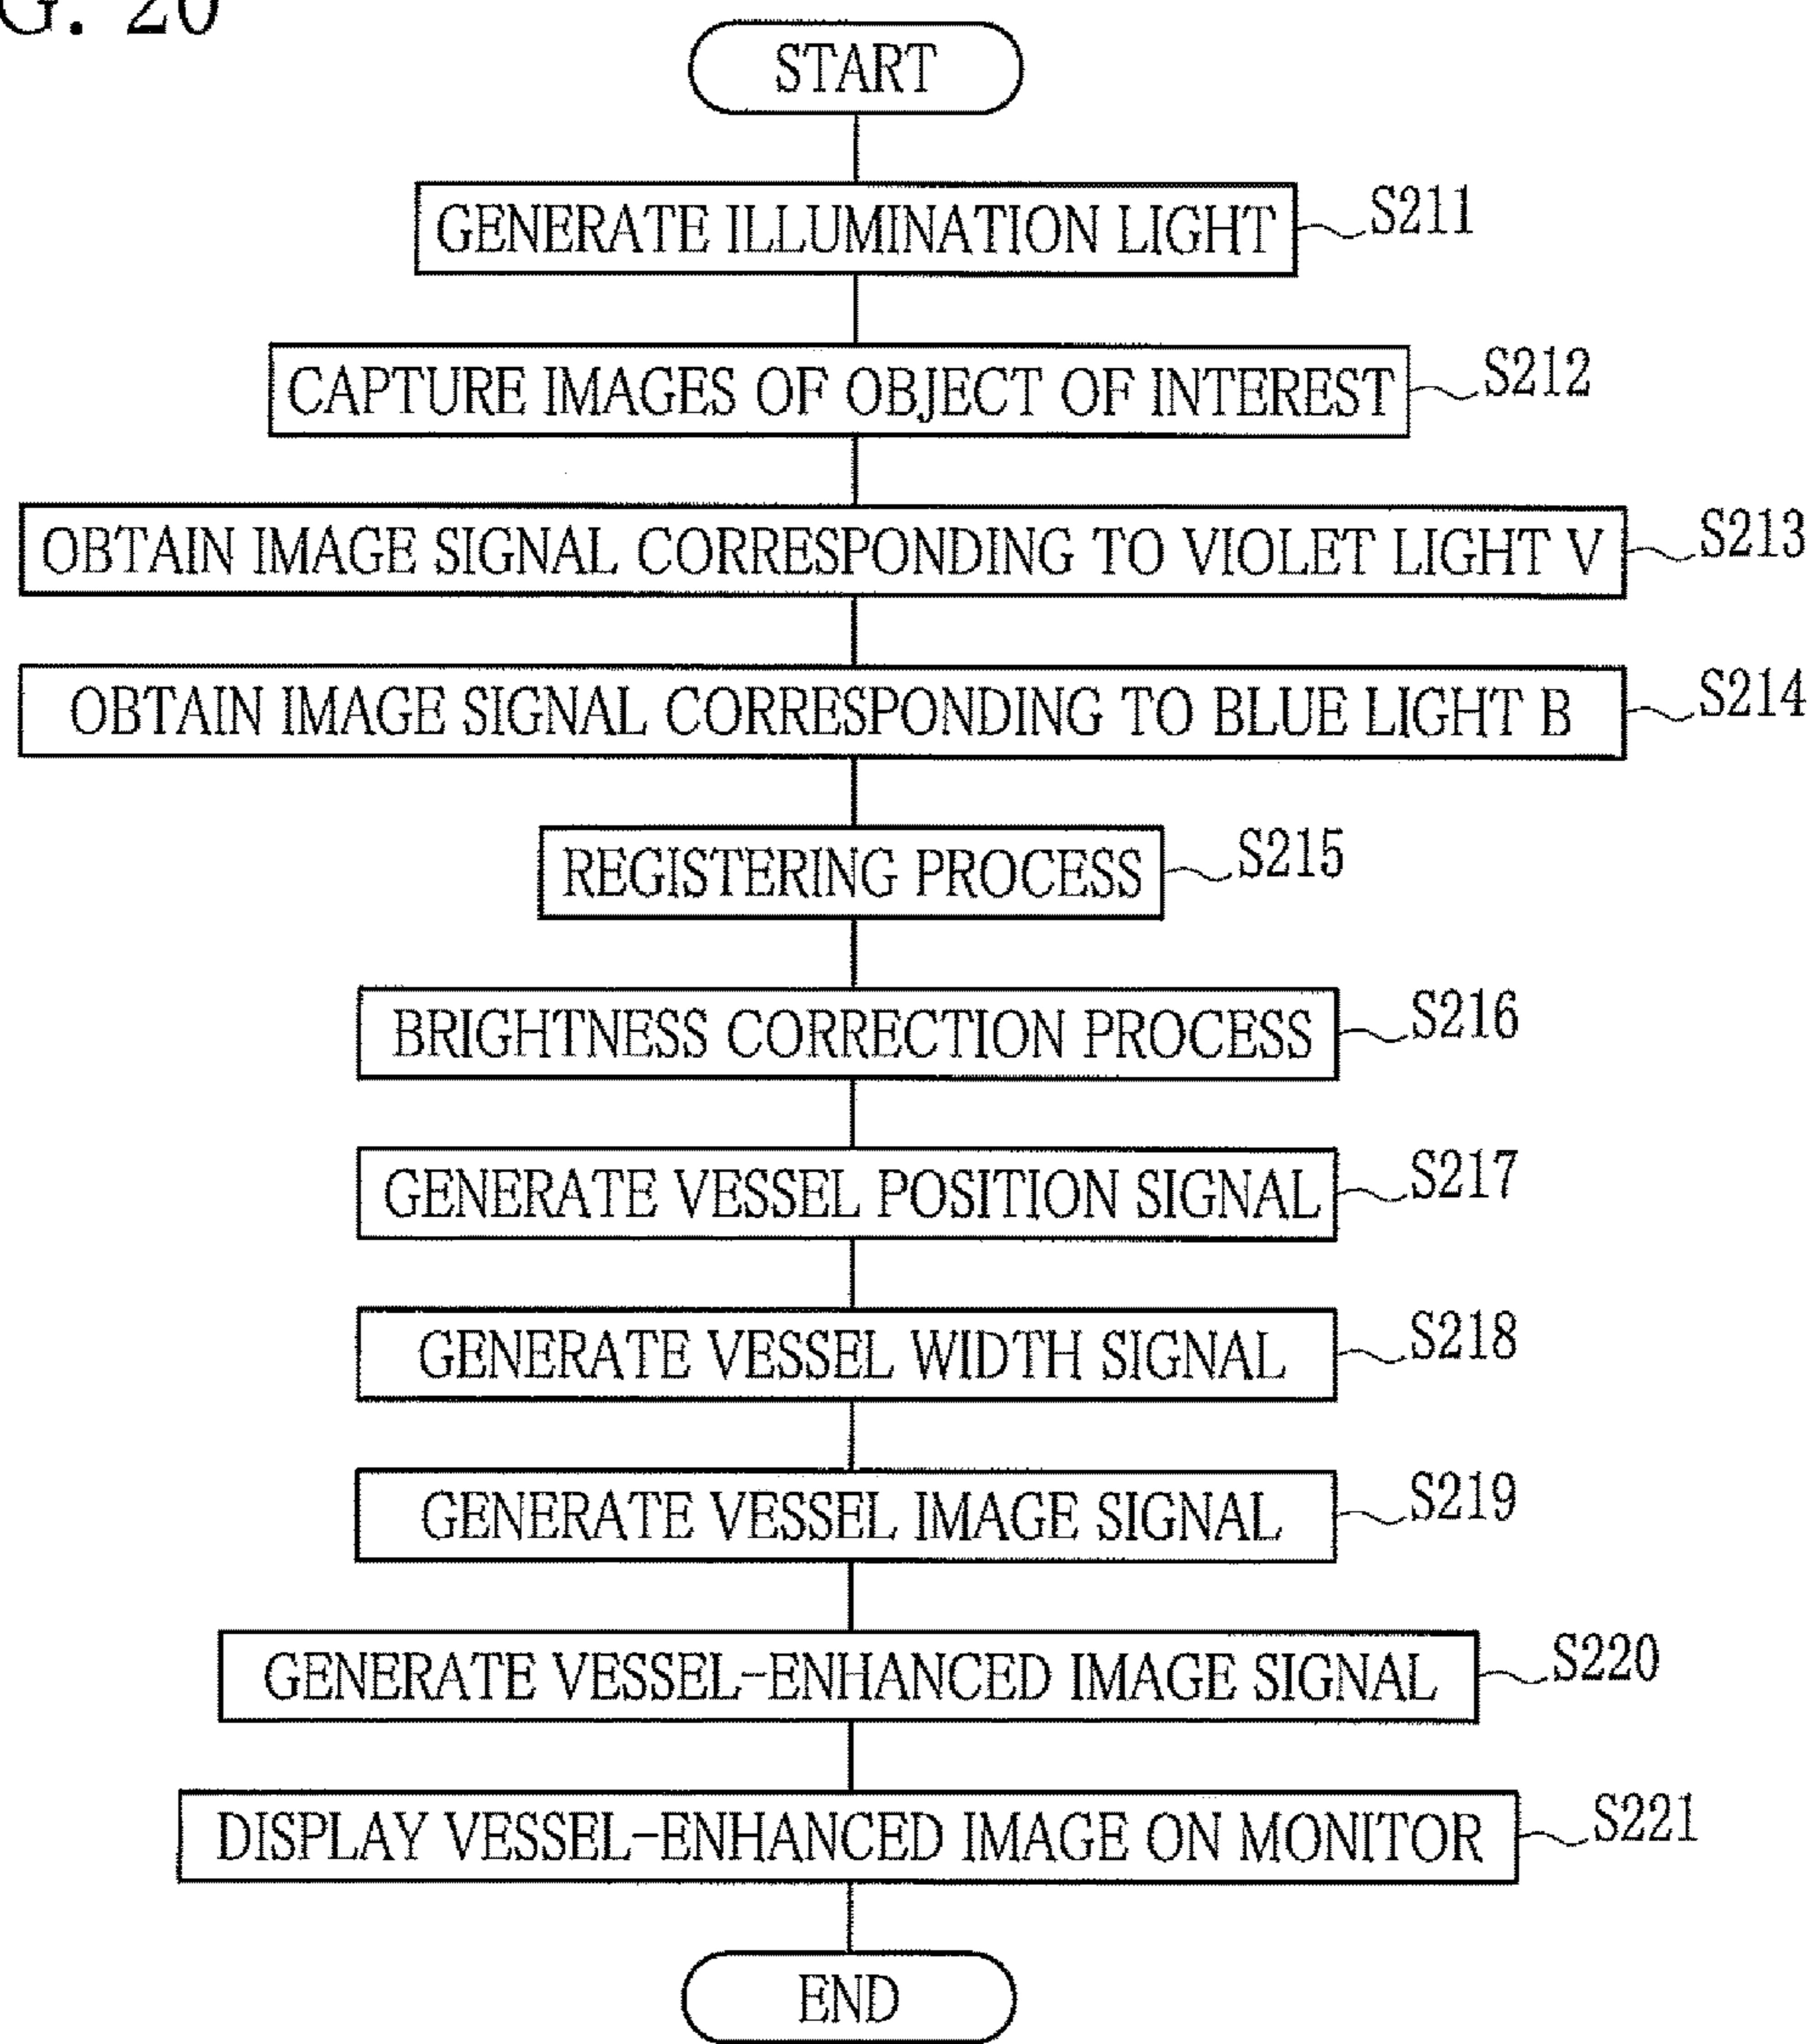 G. 20
START
GENERATE ILLUMINATION LIGHT S211
CAPTURE IMAGES OF OBJECT OF INTEREST S212
OBTAIN IMAGE SIGNAL CORRESPONDING TO VIOLET LIGHT V S213
OBTAIN IMAGE SIGNAL CORRESPONDING TO BLUE LIGHT B S214
REGISTERING PROCESS S215
BRIGHTNESS CORRECTION PROCESS S216
GENERATE VESSEL POSITION SIGNAL S217
GENERATE VESSEL WIDTH SIGNAL S218
GENERATE VESSEL IMAGE SIGNAL S219
GENERATE VESSEL-ENHANCED IMAGE SIGNAL S220
DISPLAY VESSEL-ENHANCED IMAGE ON MONITOR S221
END